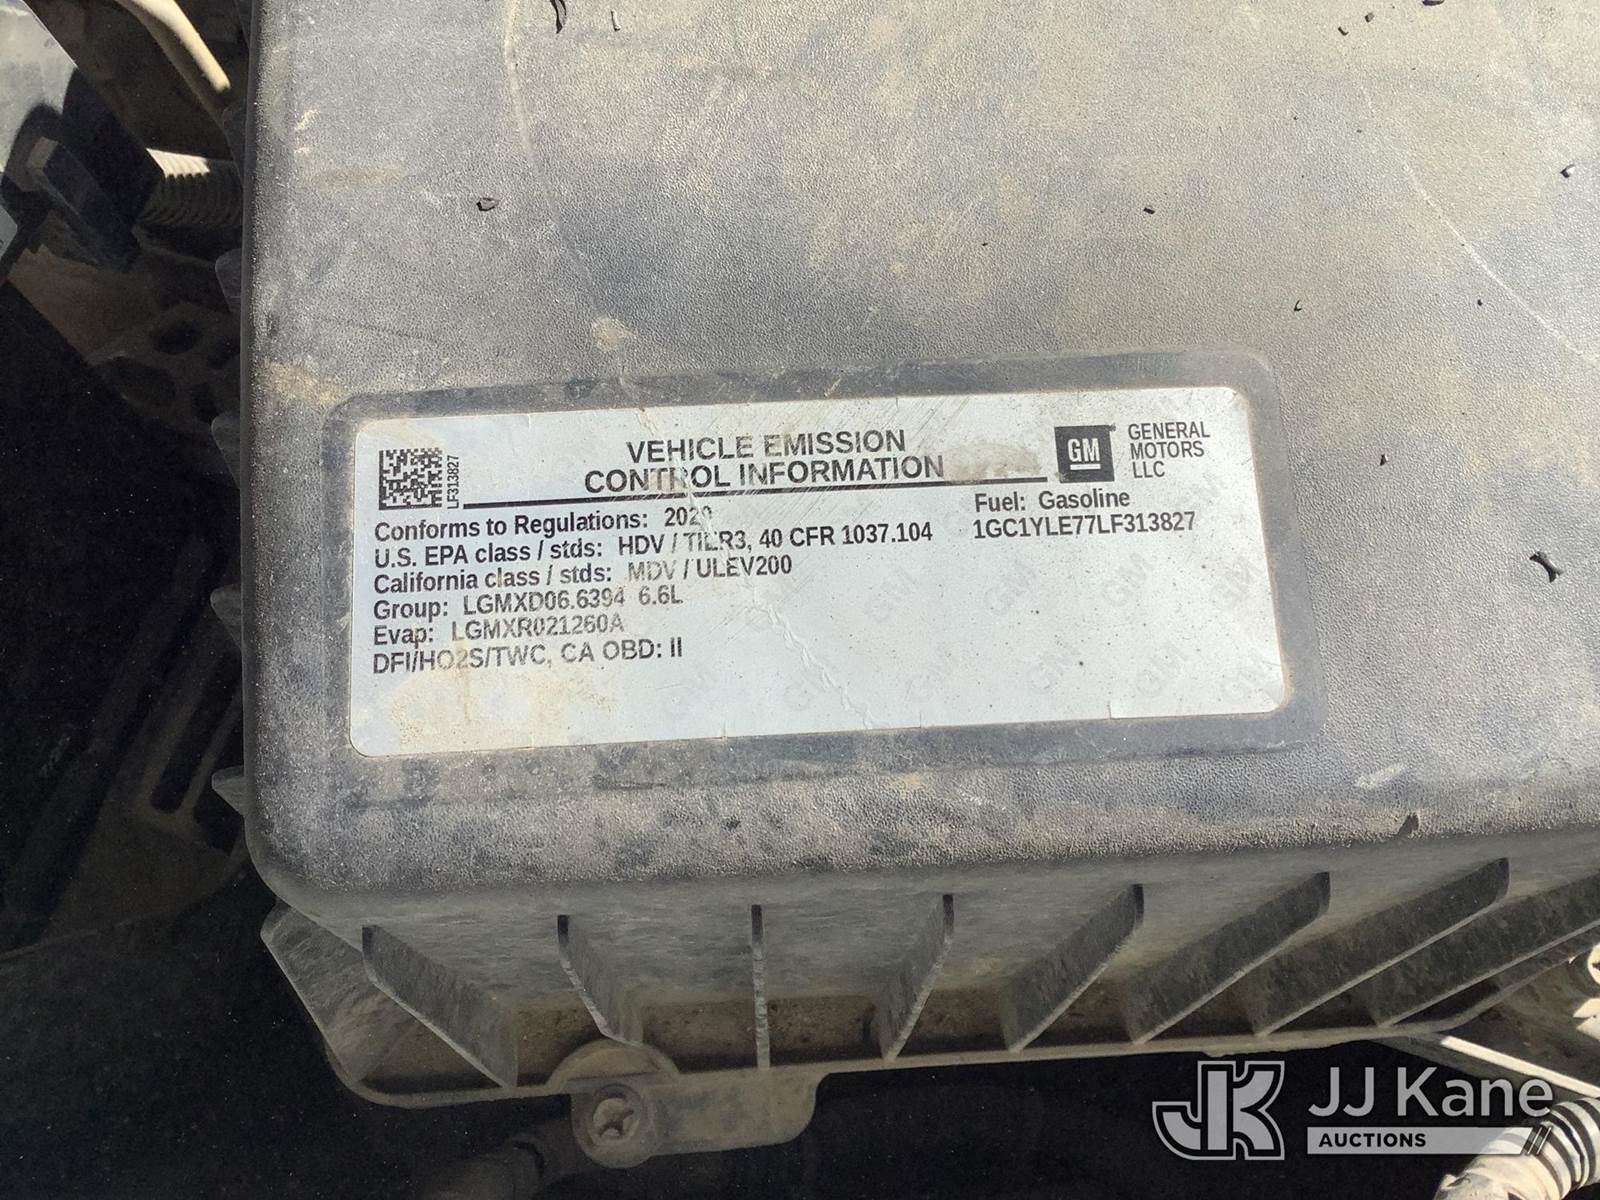 VEHICLE EMISSION
CONTROL INFORMATION
GM
GENERAL
MOTORS
LLC
LF313827
Conforms to Regulations: 2020
Fuel: Gasoline
U.S. EPA class / stds: HDV / TIER3, 40 CFR 1037.104
1GC1YLE77LF313827
California class / stds: MDV / ULEV200
Group: LGMXD06.6394 6.6L
Evap: LGMXR021260A
DFI/HO2S/TWC, CA OBD: II
JK JJ Kane
AUCTIONS